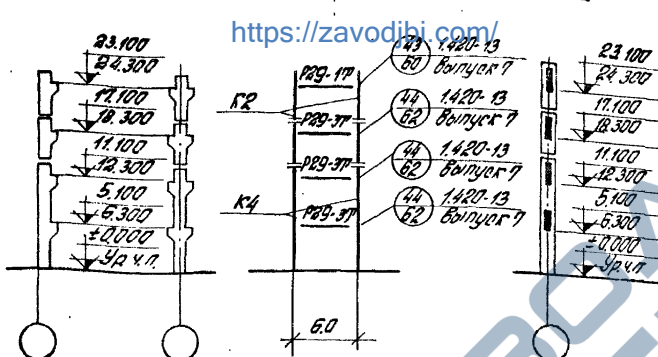 https://zavodjbi.com/
23.100
24.300
17.100
18.300
11.100
12.300
5.100
6.300
±0.000
Ур.ч.п.
К2
К4
Р29-1Т
Р29-3Т
Р29-3Т
Р29-3Т
43
60
1.420-13
Выпуск 7
44
62
1.420-13
Выпуск 7
44
62
1.420-13
Выпуск 7
44
62
1.420-13
Выпуск 7
6.0
23.100
24.300
17.100
18.300
11.100
12.300
5.100
6.300
±0.000
Ур.ч.п.